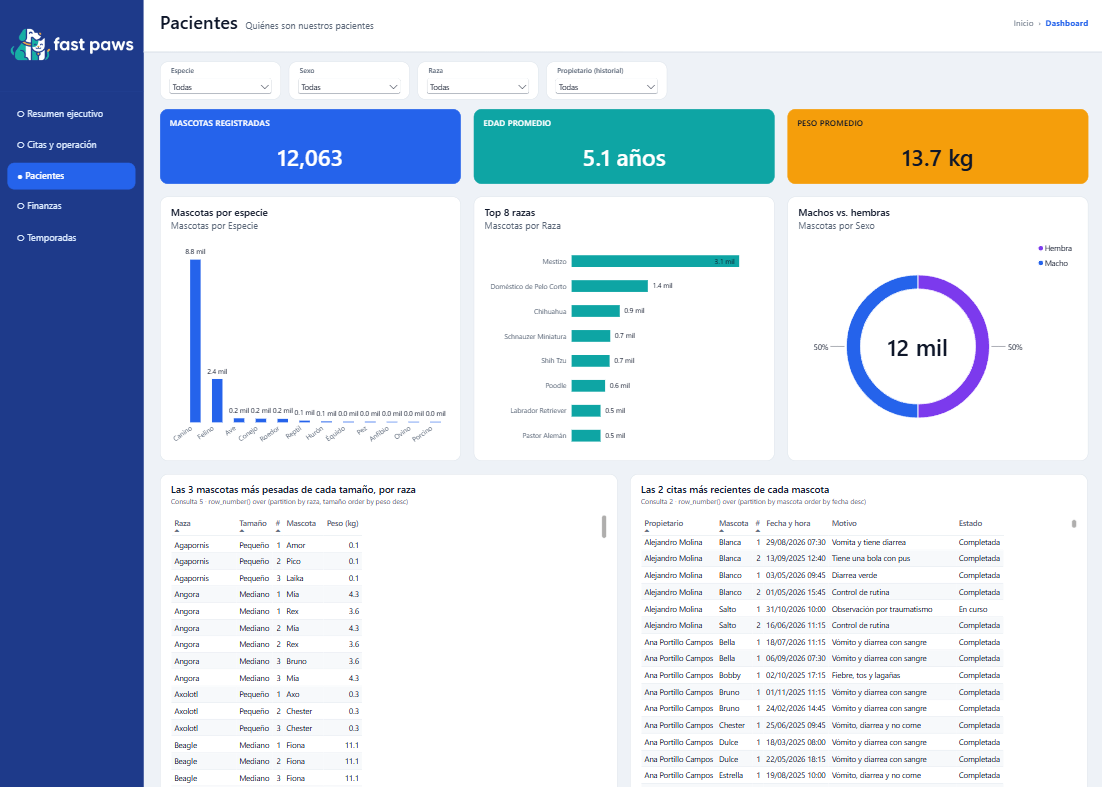 fast paws
Resumen ejecutivo
Citas y operación
Pacientes
Finanzas
Temporadas
Pacientes Quiénes son nuestros pacientes
Inicio › Dashboard
Especie
Todas
Sexo
Todas
Raza
Todas
Propietario (historial)
Todas
MASCOTAS REGISTRADAS
12,063
EDAD PROMEDIO
5.1 años
PESO PROMEDIO
13.7 kg
Mascotas por especie
Mascotas por Especie
8.8 mil
2.4 mil
0.2 mil 0.2 mil 0.2 mil 0.1 mil 0.1 mil 0.0 mil 0.0 mil 0.0 mil 0.0 mil 0.0 mil
Canino Felino Ave Conejo Roedor Reptil Hurón Equido Pez Anfibio Ovino Porcino
Top 8 razas
Mascotas por Raza
Mestizo 3.1 mil
Doméstico de Pelo Corto 1.4 mil
Chihuahua 0.9 mil
Schnauzer Miniatura 0.7 mil
Shih Tzu 0.7 mil
Poodle 0.6 mil
Labrador Retriever 0.5 mil
Pastor Alemán 0.5 mil
Machos vs. hembras
Mascotas por Sexo
Hembra
Macho
50% 12 mil 50%
Las 3 mascotas más pesadas de cada tamaño, por raza
Consulta 5 · row_number() over (partition by raza, tamaño order by peso desc)
Raza Tamaño # Mascota Peso (kg)
Agapornis Pequeño 1 Amor 0.1
Agapornis Pequeño 2 Pico 0.1
Agapornis Pequeño 3 Laika 0.1
Angora Mediano 1 Mía 4.3
Angora Mediano 1 Rex 3.6
Angora Mediano 2 Mía 4.3
Angora Mediano 2 Rex 3.6
Angora Mediano 3 Bruno 3.6
Angora Mediano 3 Mía 4.3
Axolotl Pequeño 1 Axo 0.3
Axolotl Pequeño 2 Chester 0.3
Axolotl Pequeño 3 Chester 0.3
Beagle Mediano 1 Fiona 11.1
Beagle Mediano 2 Fiona 11.1
Beagle Mediano 3 Fiona 11.1
Las 2 citas más recientes de cada mascota
Consulta 2 · row_number() over (partition by mascota order by fecha desc)
Propietario Mascota # Fecha y hora Motivo Estado
Alejandro Molina Blanca 1 29/08/2026 07:30 Vomita y tiene diarrea Completada
Alejandro Molina Blanca 2 13/09/2025 12:40 Tiene una bola con pus Completada
Alejandro Molina Blanco 1 03/05/2026 09:45 Diarrea verde Completada
Alejandro Molina Blanco 2 01/05/2026 15:45 Control de rutina Completada
Alejandro Molina Salto 1 31/10/2026 10:00 Observación por traumatismo En curso
Alejandro Molina Salto 2 16/06/2026 11:15 Control de rutina Completada
Ana Portillo Campos Bella 1 18/07/2026 11:15 Vómito y diarrea con sangre Completada
Ana Portillo Campos Bella 1 06/09/2026 07:30 Vómito y diarrea con sangre Completada
Ana Portillo Campos Bobby 1 02/10/2025 17:15 Fiebre, tos y lagañas Completada
Ana Portillo Campos Bruno 1 01/11/2025 11:15 Vómito y diarrea con sangre Completada
Ana Portillo Campos Bruno 1 24/02/2026 14:45 Vómito y diarrea con sangre Completada
Ana Portillo Campos Chester 1 25/06/2025 09:45 Vómito, diarrea y no come Completada
Ana Portillo Campos Dulce 1 18/03/2025 08:00 Vómito y diarrea con sangre Completada
Ana Portillo Campos Dulce 1 22/05/2026 18:15 Vómito y diarrea con sangre Completada
Ana Portillo Campos Estrella 1 19/08/2025 10:00 Vómito, diarrea y no come Completada